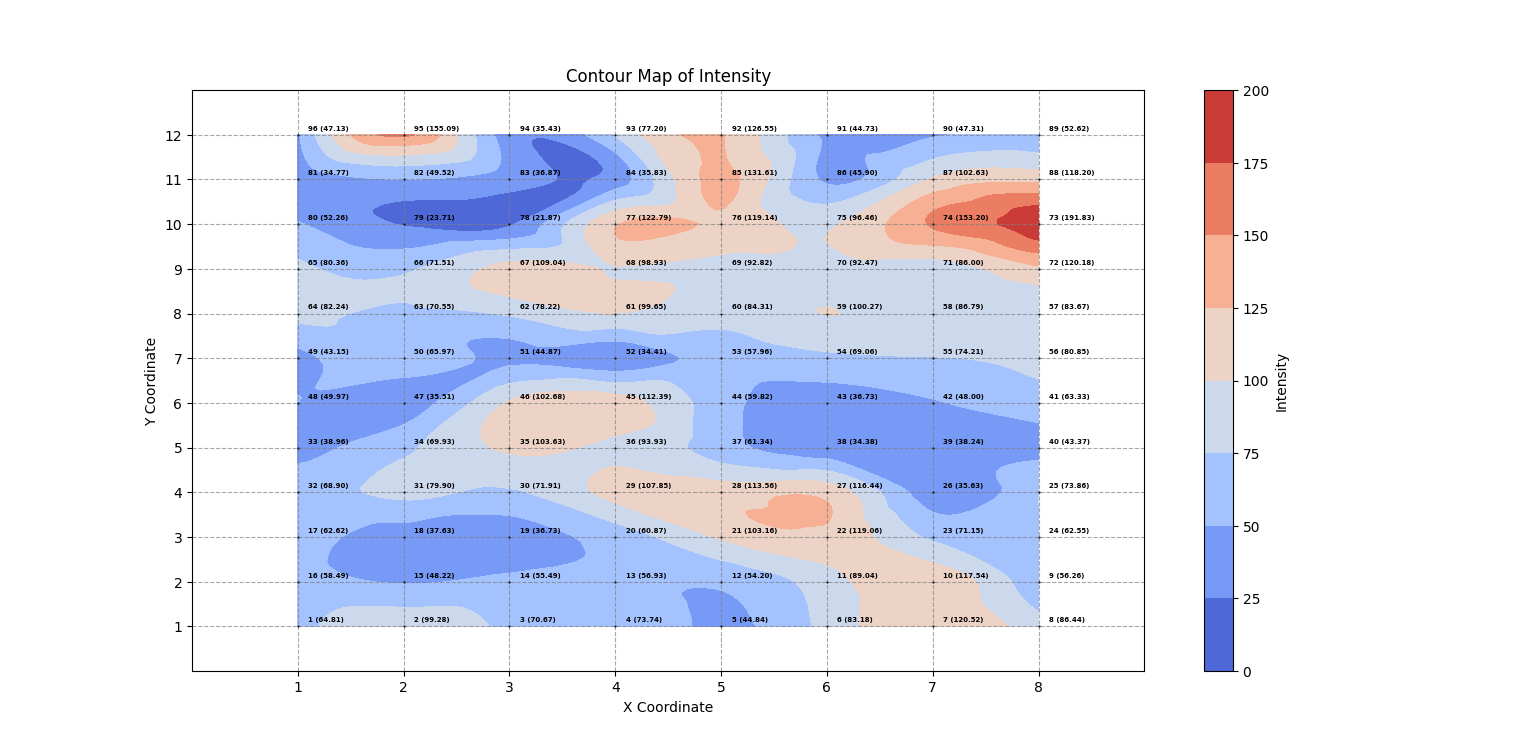 Contour Map of Intensity
200
12
96 (47.13) 95 (155.09) 94 (35.43) 93 (77.20) 92 (126.55) 91 (44.73) 90 (47.31) 89 (52.62)
175
11
81 (34.77) 82 (49.52) 83 (36.87) 84 (35.83) 85 (131.61) 86 (45.90) 87 (102.63) 88 (118.20)
150
10
80 (52.26) 79 (23.71) 78 (21.87) 77 (122.79) 76 (119.14) 75 (96.46) 74 (153.20) 73 (191.83)
9
65 (80.36) 66 (71.51) 67 (109.04) 68 (98.93) 69 (92.82) 70 (92.47) 71 (86.00) 72 (120.18)
125
8
64 (82.24) 63 (70.55) 62 (78.22) 61 (99.65) 60 (84.31) 59 (100.27) 58 (86.79) 57 (83.67)
7
49 (43.15) 50 (65.97) 51 (44.87) 52 (34.41) 53 (57.96) 54 (69.06) 55 (74.21) 56 (80.85)
100
Intensity
Y Coordinate
6
48 (49.97) 47 (35.51) 46 (102.68) 45 (112.39) 44 (59.82) 43 (36.73) 42 (48.00) 41 (63.33)
5
33 (38.96) 34 (69.93) 35 (103.63) 36 (93.93) 37 (61.34) 38 (34.38) 39 (38.24) 40 (43.37)
75
4
32 (68.90) 31 (79.90) 30 (71.91) 29 (107.85) 28 (113.56) 27 (116.44) 26 (35.63) 25 (73.86)
50
3
17 (62.62) 18 (37.63) 19 (36.73) 20 (60.87) 21 (103.16) 22 (119.06) 23 (71.15) 24 (62.55)
2
16 (58.49) 15 (48.22) 14 (55.49) 13 (56.93) 12 (54.20) 11 (89.04) 10 (117.54) 9 (56.26)
25
1
1 (64.81) 2 (99.28) 3 (70.67) 4 (73.74) 5 (44.84) 6 (83.18) 7 (120.52) 8 (86.44)
0
1 2 3 4 5 6 7 8
X Coordinate